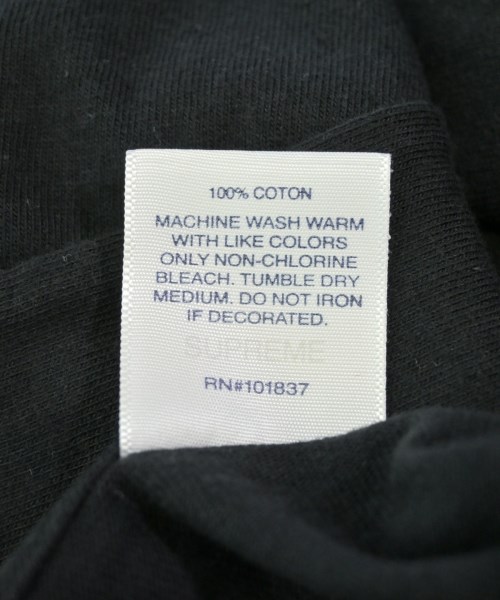 100% COTON
MACHINE WASH WARM
WITH LIKE COLORS
ONLY NON-CHLORINE
BLEACH. TUMBLE DRY
MEDIUM. DO NOT IRON
IF DECORATED.
SUPREME
RN#101837